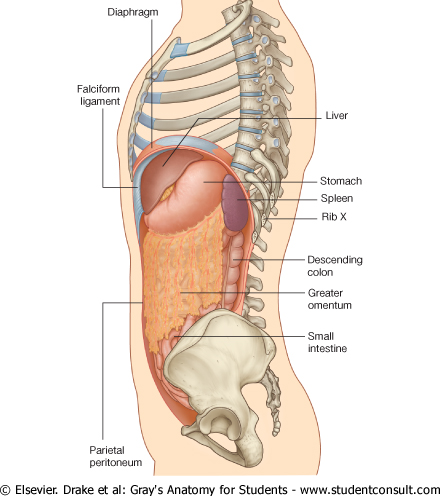 Diaphragm
Falciform
ligament
Liver
Stomach
Spleen
Rib X
Descending
colon
Greater
omentum
Small
intestine
Parietal
peritoneum
© Elsevier. Drake et al: Gray's Anatomy for Students - www.studentconsult.com